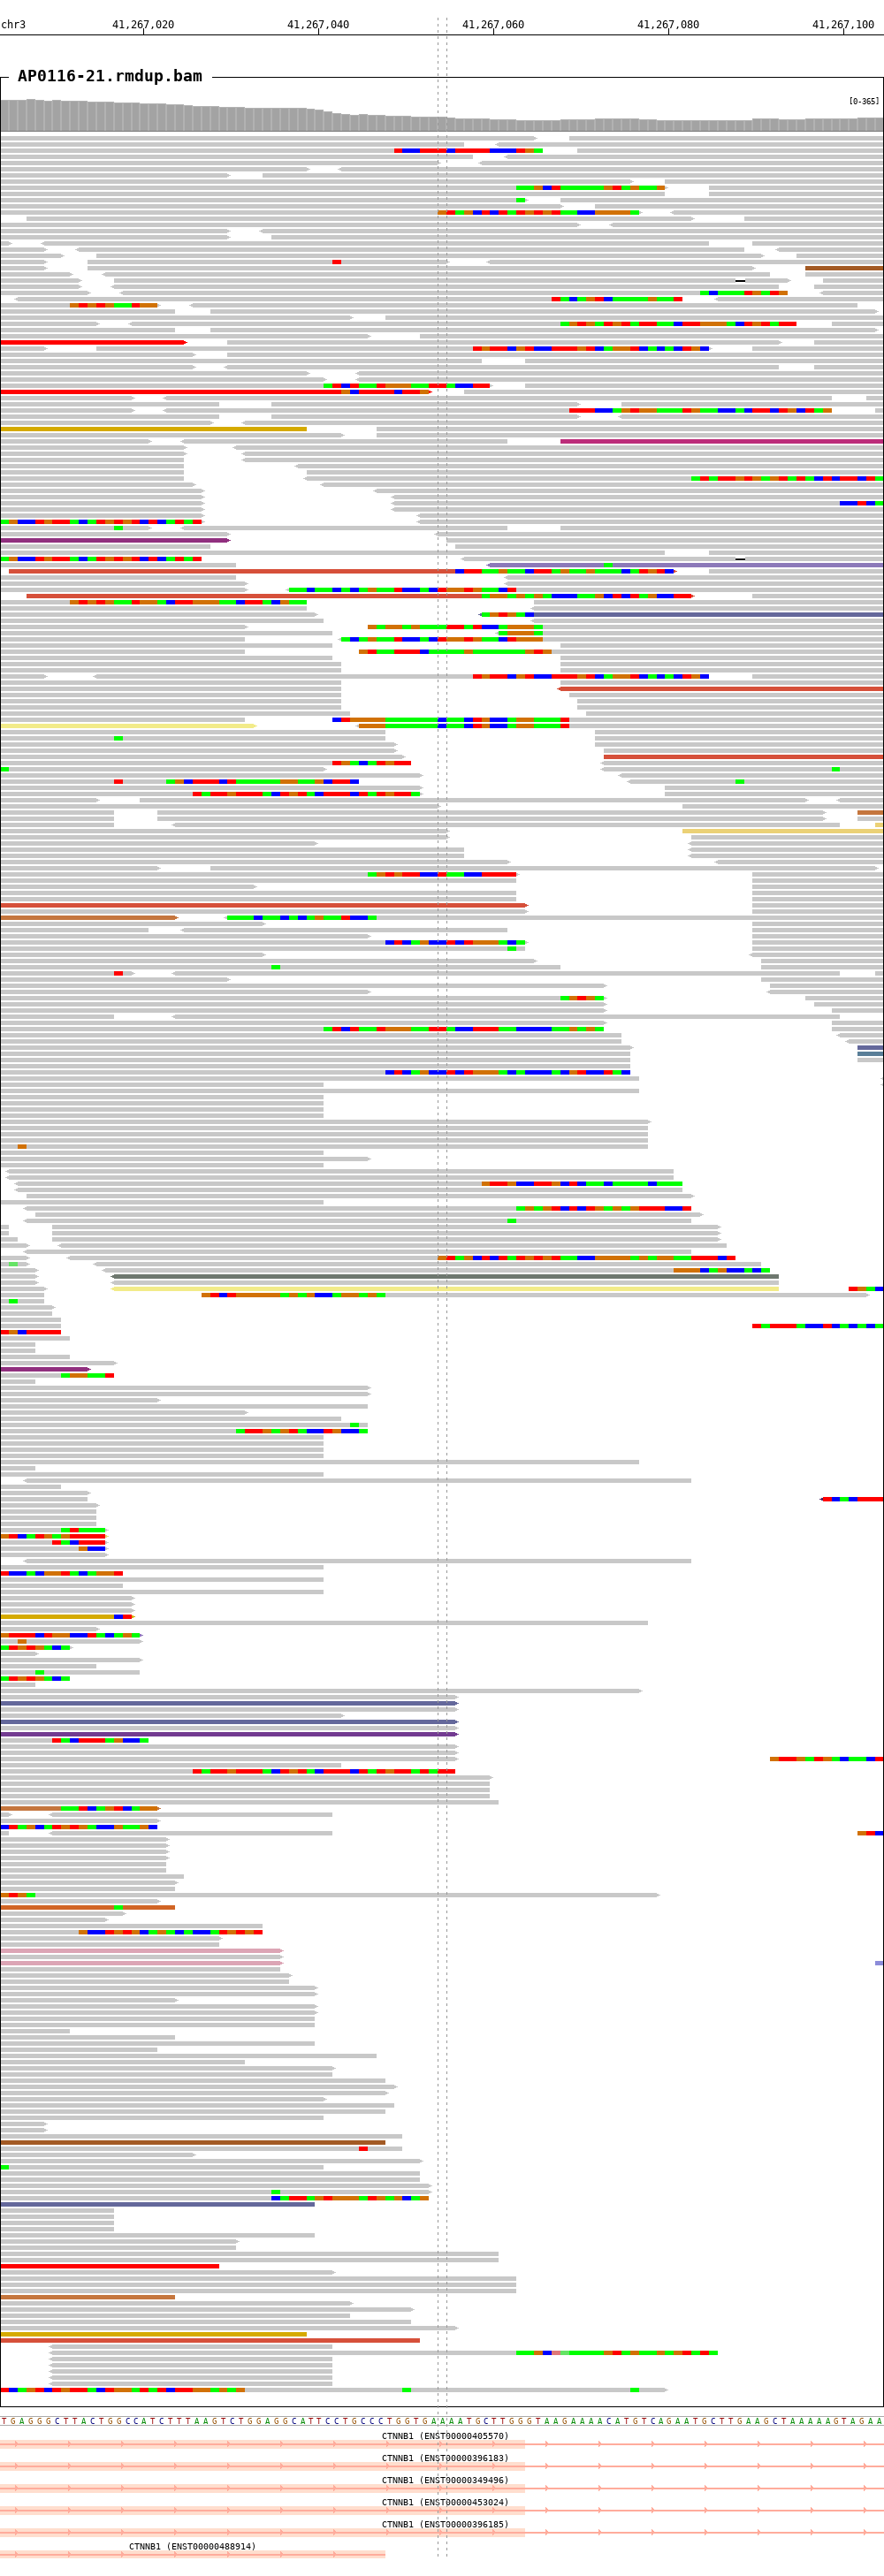 chr3 41,267,020 41,267,040 41,267,060 41,267,080 41,267,100
AP0116-21.rmdup.bam
[0-365]
T G A G G G C T T A C T G G C C A T C T T T A A G T C T G G A G G C A T T C C T G C C C T G G T G A A A A T G C T T G G G T A A G A A A A C A T G T C A G A A T G C T T G A A G C T A A A A A G T A G A A
CTNNB1 (ENST00000405570)
CTNNB1 (ENST00000396183)
CTNNB1 (ENST00000349496)
CTNNB1 (ENST00000453024)
CTNNB1 (ENST00000396185)
CTNNB1 (ENST00000488914)